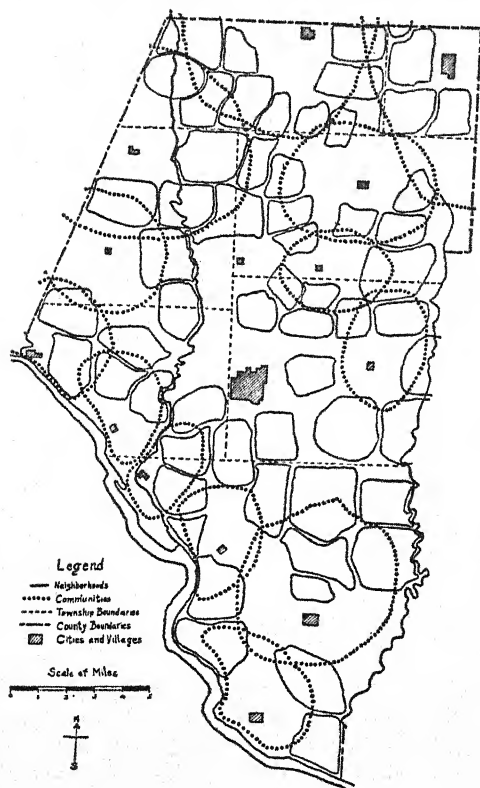 Legend
Neighborhoods
Communities
Township Boundaries
County Boundaries
Cities and Villages
Scale of Miles
N
S